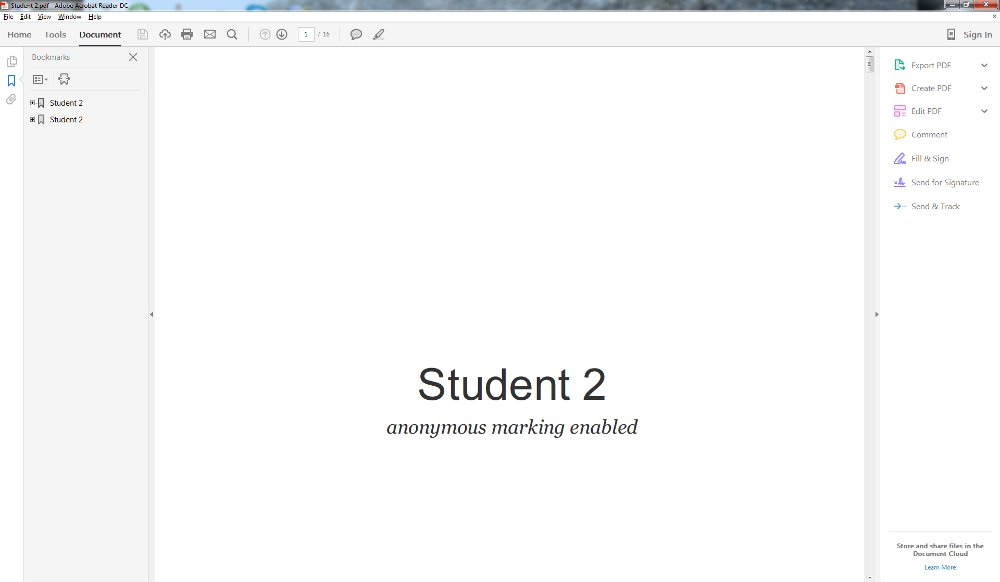 Student 2.pdf - Adobe Acrobat Reader DC
File Edit View Window Help
Home Tools Document 1 / 16 Sign In
Bookmarks
Student 2
Student 2
Student 2
anonymous marking enabled
Export PDF
Create PDF
Edit PDF
Comment
Fill & Sign
Send for Signature
Send & Track
Store and share files in the
Document Cloud
Learn More